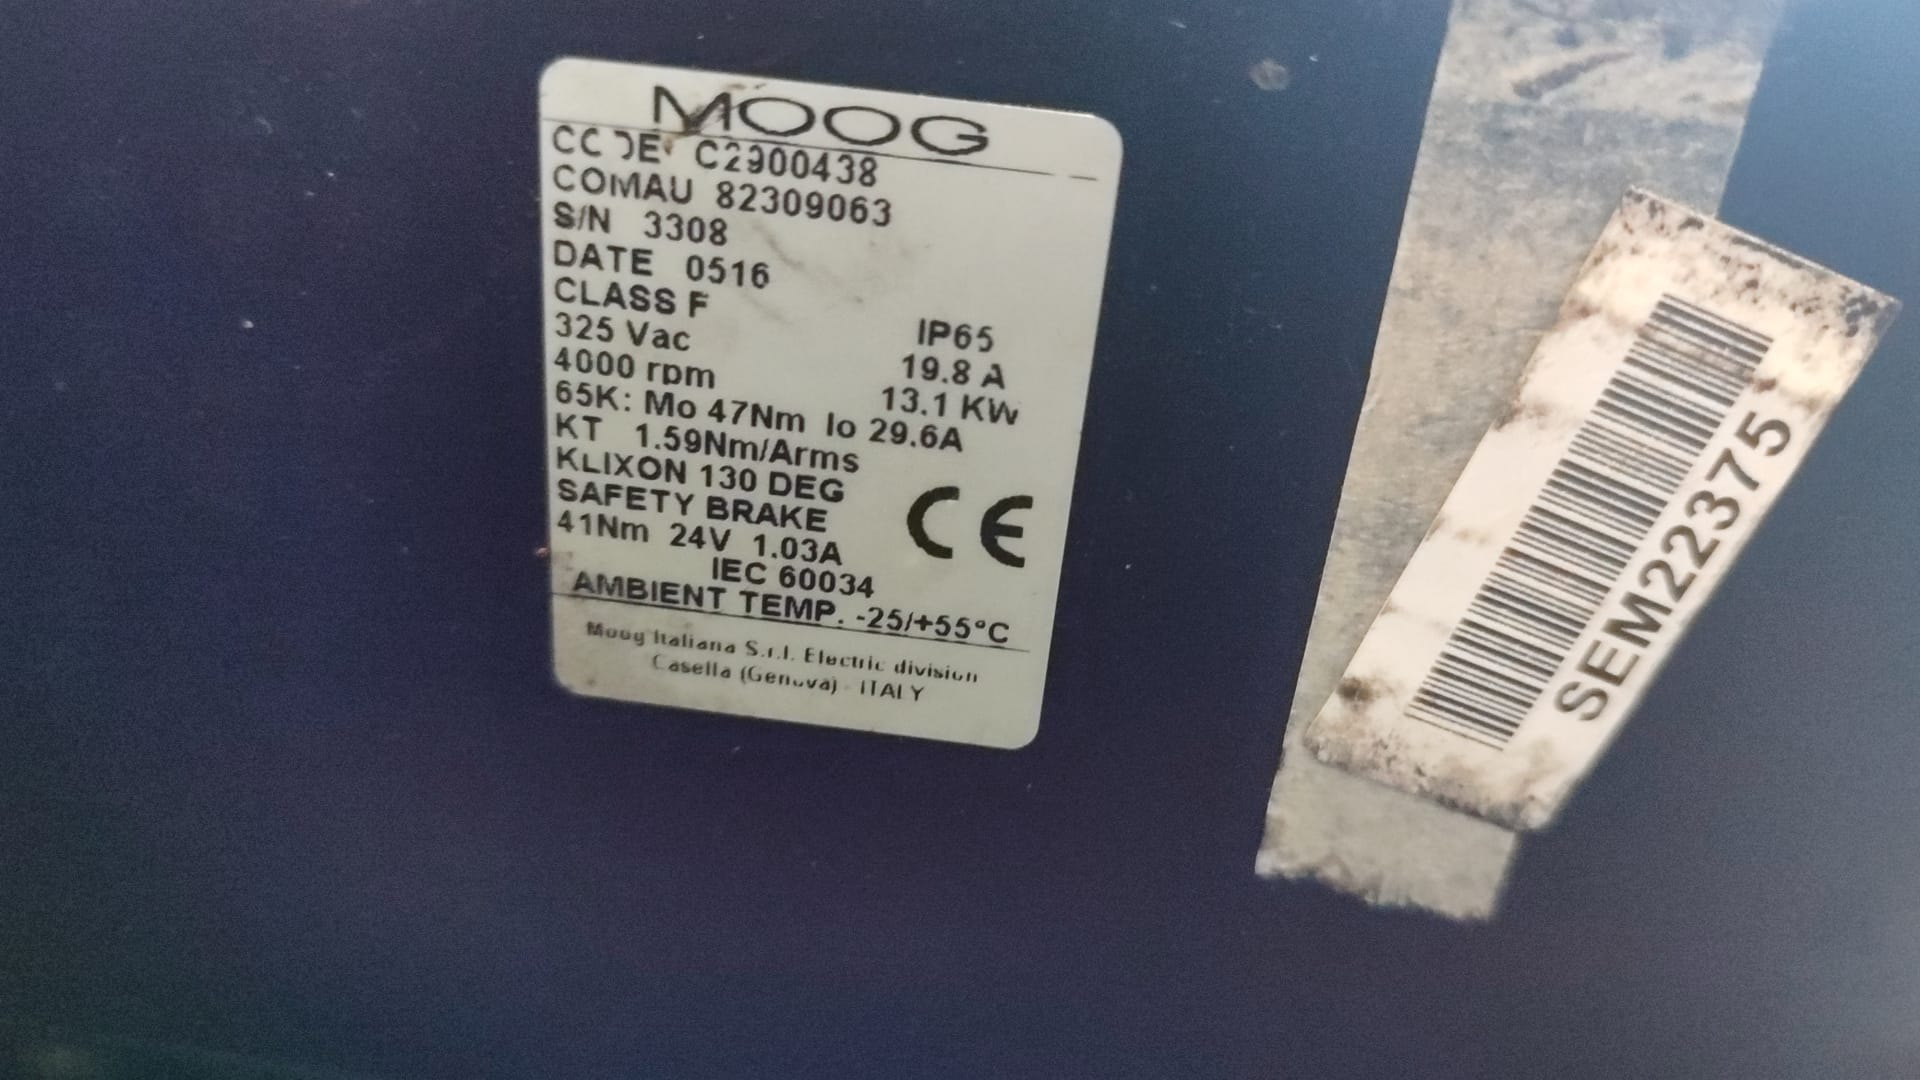 MOOG
CODE C2900438
COMAU 82309063
S/N 3308
DATE 0516
CLASS F IP65
325 Vac 19.8 A
4000 rpm 13.1 KW
65K: Mo 47Nm Io 29.6A
KT 1.59Nm/Arms
KLIXON 130 DEG
SAFETY BRAKE
41Nm 24V 1.03A
CE
IEC 60034
AMBIENT TEMP. -25/+55°C
Moog Italiana S.r.l. Electric division
Casella (Genova) - ITALY
SEM22375